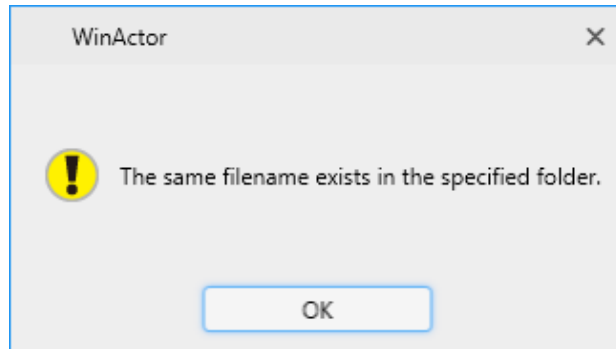 WinActor
The same filename exists in the specified folder.
OK